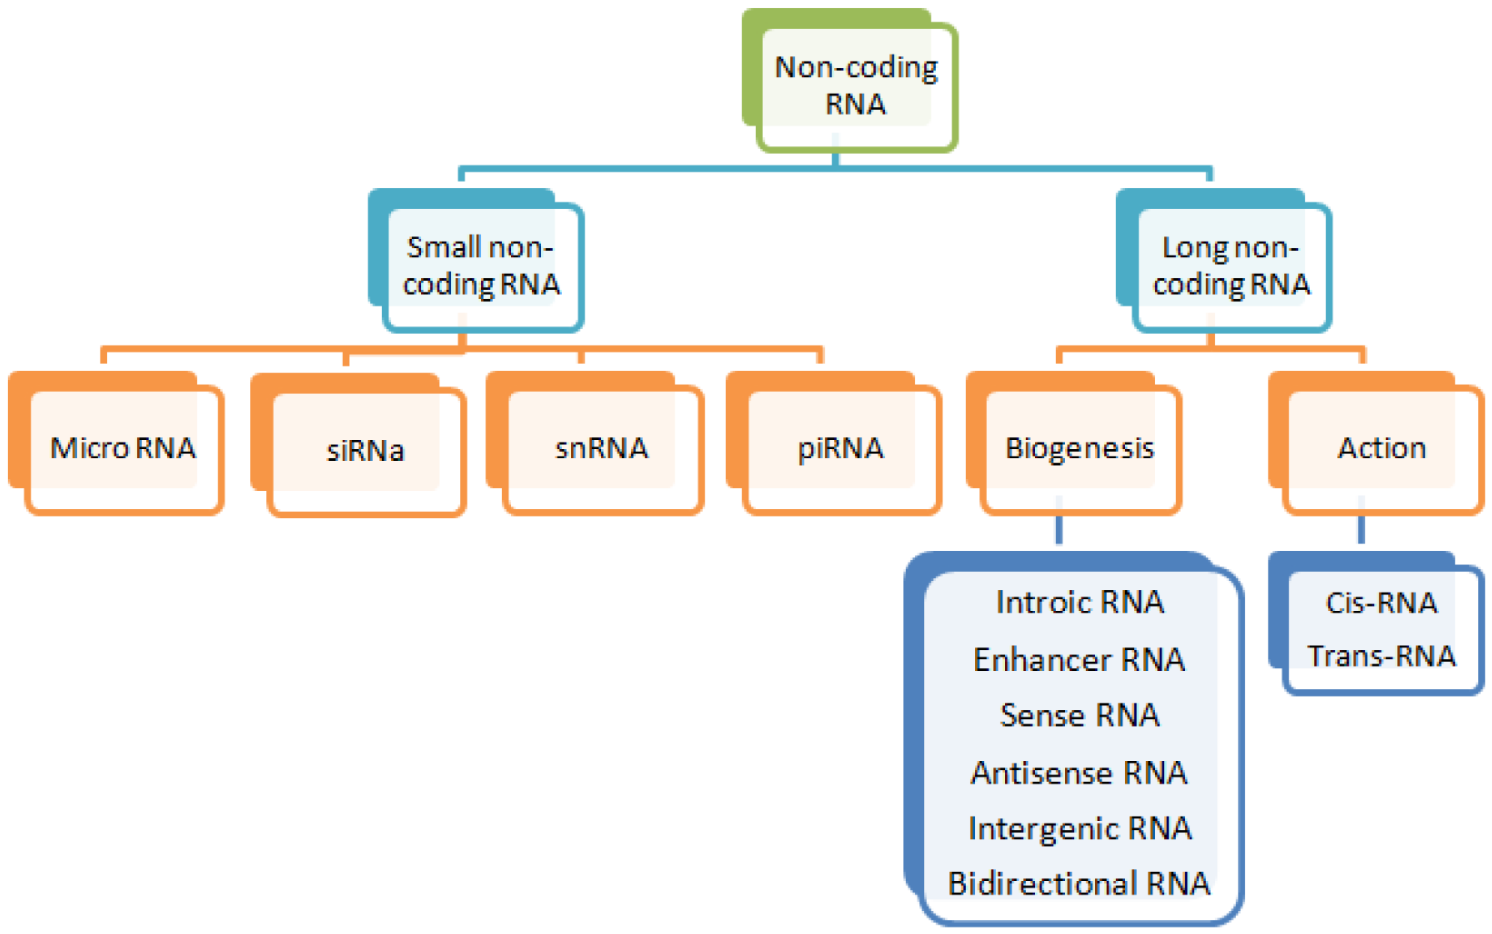 Non-coding
RNA
Small non-
coding RNA
Long non-
coding RNA
Micro RNA
siRNa
snRNA
piRNA
Biogenesis
Action
Introic RNA
Enhancer RNA
Sense RNA
Antisense RNA
Intergenic RNA
Bidirectional RNA
Cis-RNA
Trans-RNA